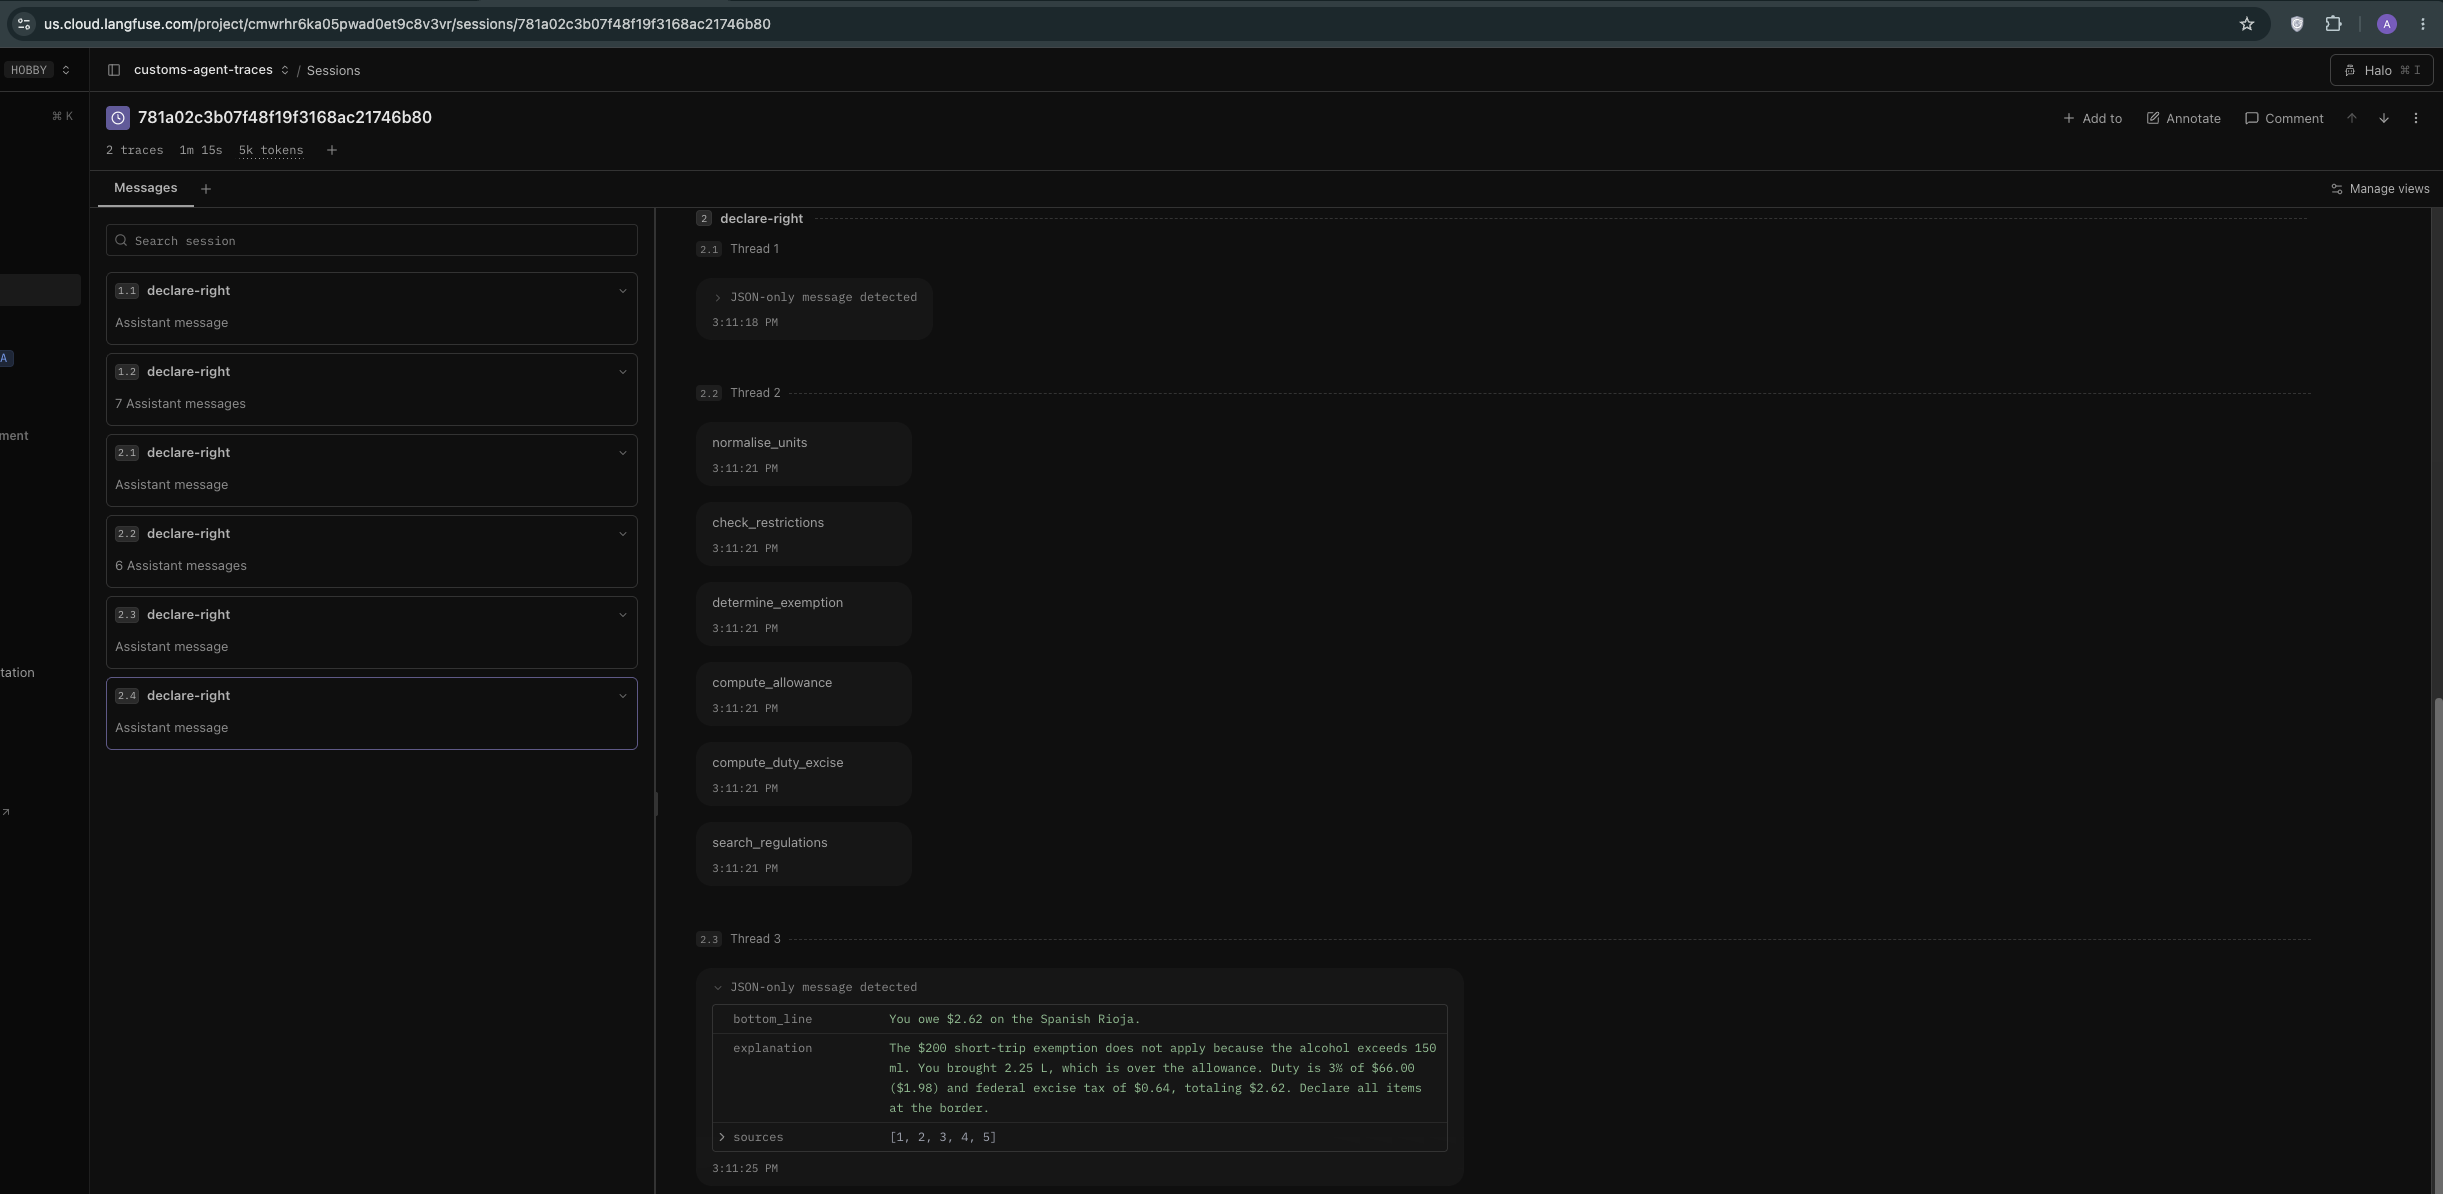 us.cloud.langfuse.com/project/cmwrhr6ka05pwad0et9c8v3vr/sessions/781a02c3b07f48f19f3168ac21746b80
A
HOBBY
customs-agent-traces / Sessions
Halo ⌘ I
⌘ K
781a02c3b07f48f19f3168ac21746b80
+ Add to
Annotate
Comment
2 traces 1m 15s 5k tokens +
Messages +
Manage views
Search session
1.1 declare-right
Assistant message
1.2 declare-right
7 Assistant messages
2.1 declare-right
Assistant message
2.2 declare-right
6 Assistant messages
2.3 declare-right
Assistant message
2.4 declare-right
Assistant message
A
ment
tation
2 declare-right
2.1 Thread 1
JSON-only message detected
3:11:18 PM
2.2 Thread 2
normalise_units
3:11:21 PM
check_restrictions
3:11:21 PM
determine_exemption
3:11:21 PM
compute_allowance
3:11:21 PM
compute_duty_excise
3:11:21 PM
search_regulations
3:11:21 PM
2.3 Thread 3
JSON-only message detected
bottom_line You owe $2.62 on the Spanish Rioja.
explanation The $200 short-trip exemption does not apply because the alcohol exceeds 150
ml. You brought 2.25 L, which is over the allowance. Duty is 3% of $66.00
($1.98) and federal excise tax of $0.64, totaling $2.62. Declare all items
at the border.
sources [1, 2, 3, 4, 5]
3:11:25 PM